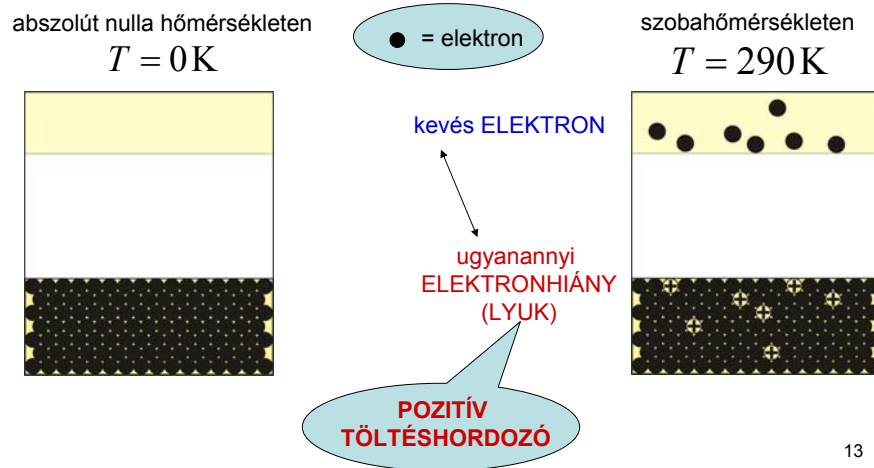 abszolút nulla hőmérsékleten
T = 0 K
● = elektron
szobahőmérsékleten
T = 290 K
kevés ELEKTRON
ugyanannyi
ELEKTRONHIÁNY
(LYUK)
POZITÍV
TÖLTÉSHORDOZÓ
13